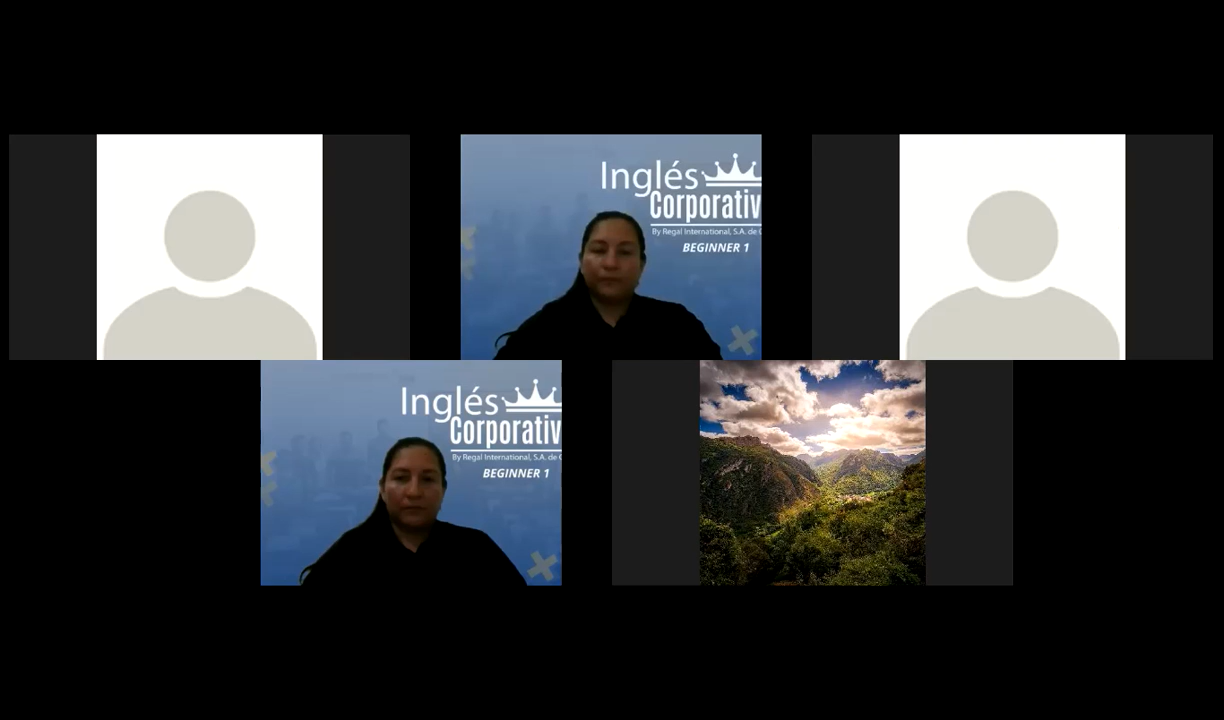 Inglés
Corporativ
By Regal International, S.A. de C
BEGINNER 1
Inglés
Corporativ
By Regal International, S.A. de C
BEGINNER 1